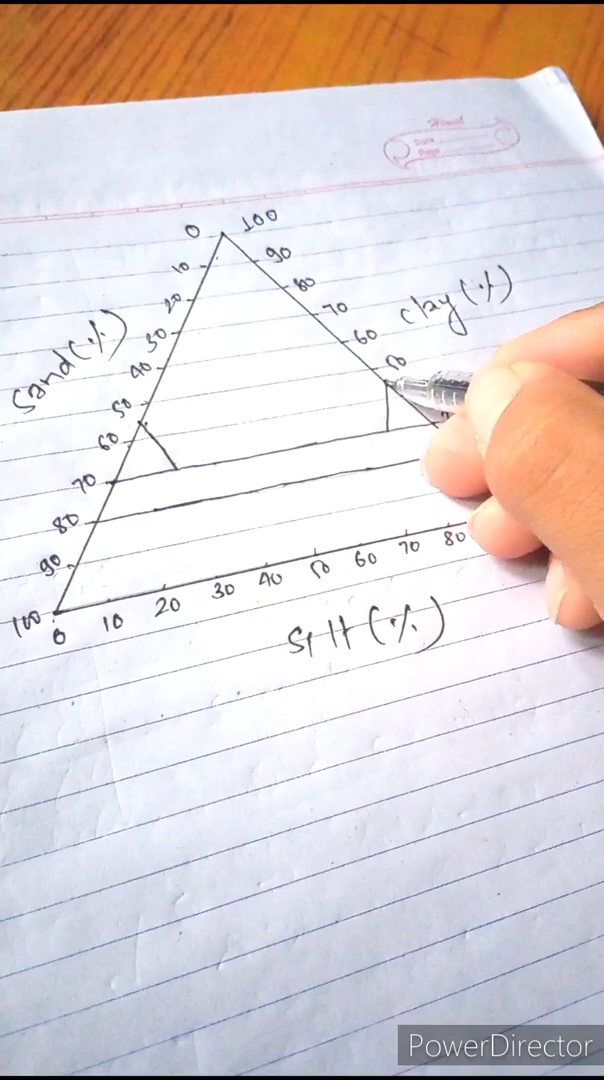 0 100
10 90
20 80
30 70
40 60
50 50
60
70
80
90
100
0 10 20 30 40 50 60 70 80
Sand (%)
Clay (%)
Silt (%)
PowerDirector